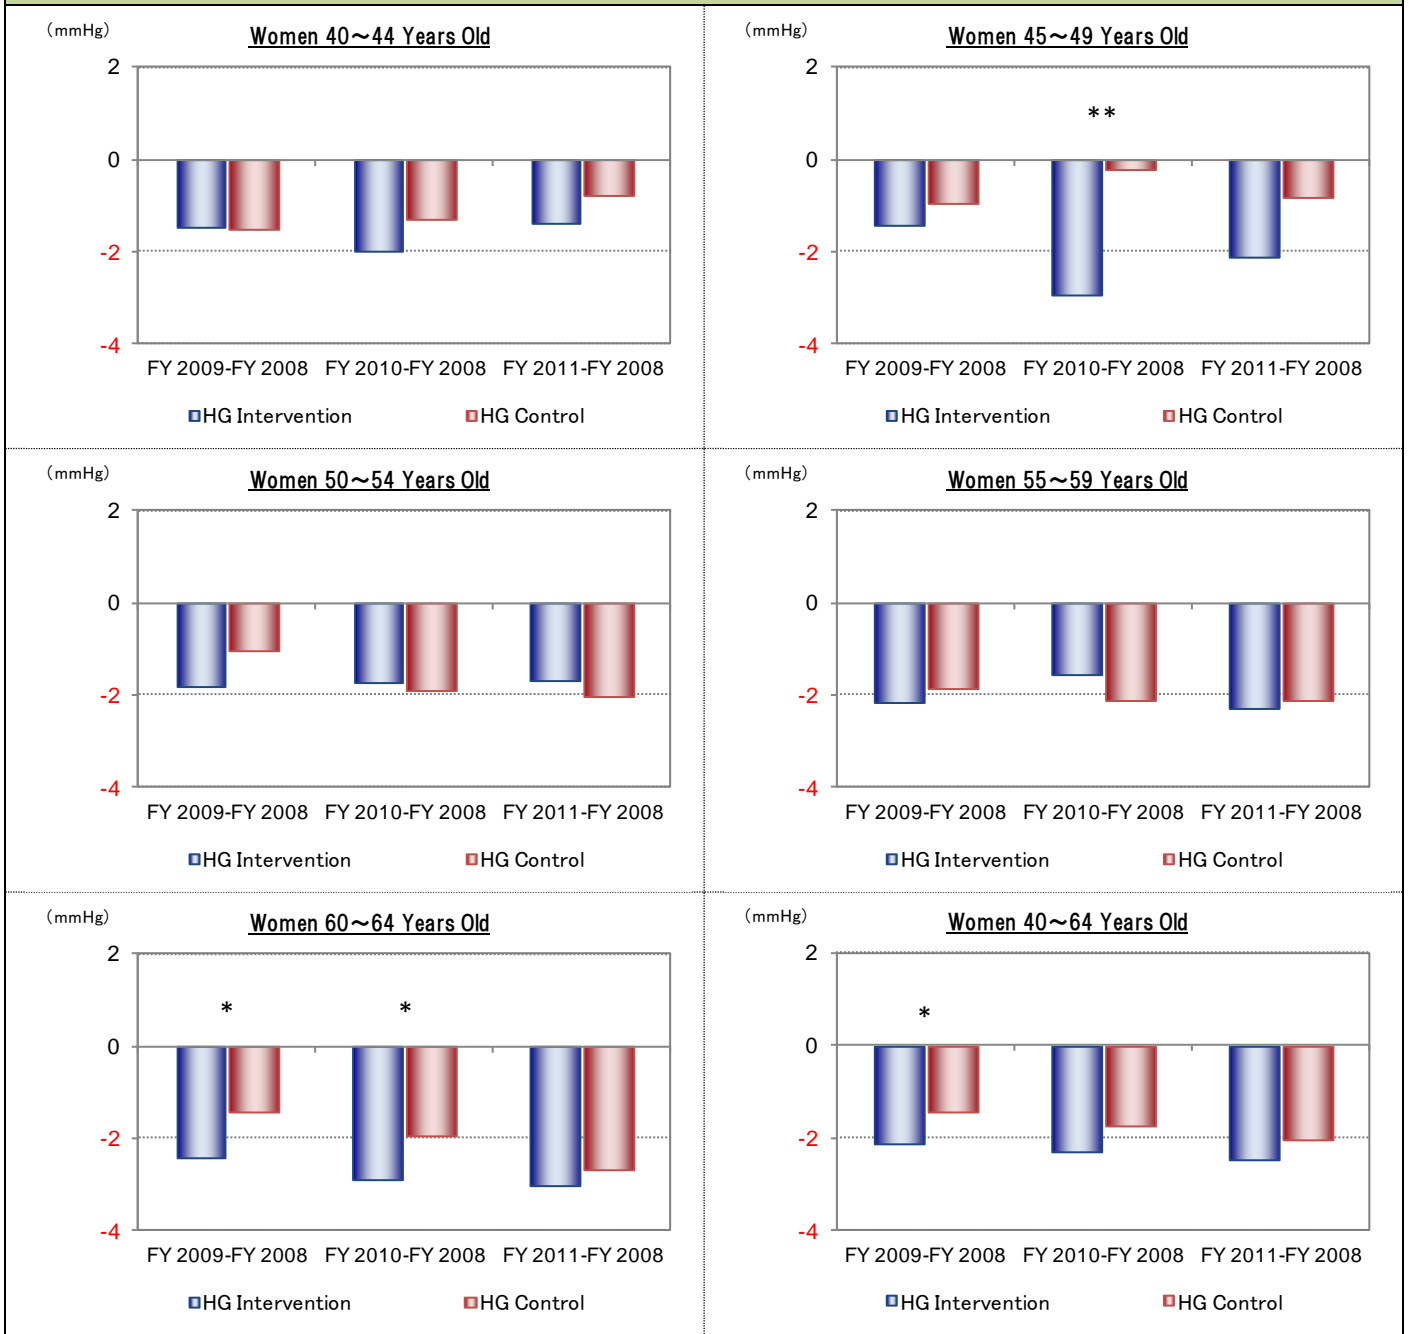 (mmHg)
Women 40～44 Years Old
2
0
-2
-4
FY 2009-FY 2008 FY 2010-FY 2008 FY 2011-FY 2008
HG Intervention HG Control
(mmHg)
Women 45～49 Years Old
2
**
0
-2
-4
FY 2009-FY 2008 FY 2010-FY 2008 FY 2011-FY 2008
HG Intervention HG Control
(mmHg)
Women 50～54 Years Old
2
0
-2
-4
FY 2009-FY 2008 FY 2010-FY 2008 FY 2011-FY 2008
HG Intervention HG Control
(mmHg)
Women 55～59 Years Old
2
0
-2
-4
FY 2009-FY 2008 FY 2010-FY 2008 FY 2011-FY 2008
HG Intervention HG Control
(mmHg)
Women 60～64 Years Old
2
* *
0
-2
-4
FY 2009-FY 2008 FY 2010-FY 2008 FY 2011-FY 2008
HG Intervention HG Control
(mmHg)
Women 40～64 Years Old
2
*
0
-2
-4
FY 2009-FY 2008 FY 2010-FY 2008 FY 2011-FY 2008
HG Intervention HG Control